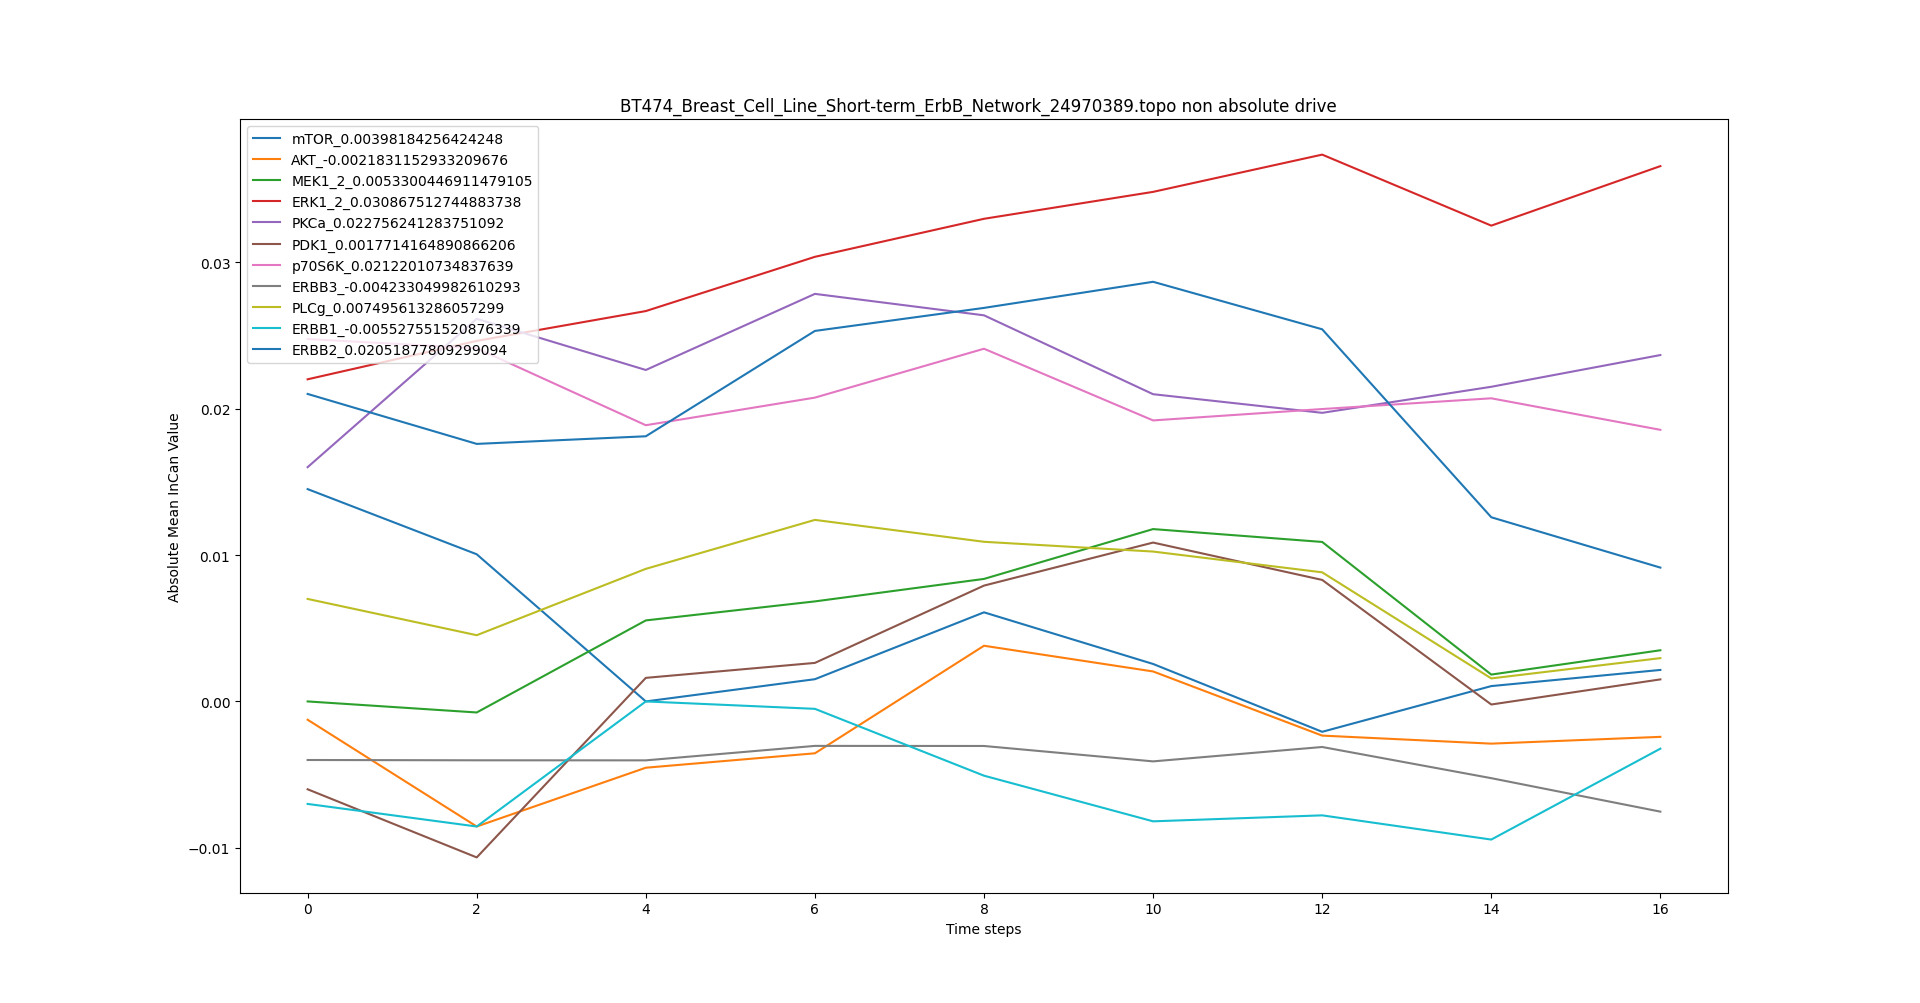 BT474_Breast_Cell_Line_Short-term_ErbB_Network_24970389.topo non absolute drive
mTOR_0.00398184256424248
AKT_-0.0021831152933209676
MEK1_2_0.0053300446911479105
ERK1_2_0.030867512744883738
PKCa_0.022756241283751092
PDK1_0.0017714164890866206
p70S6K_0.02122010734837639
ERBB3_-0.004233049982610293
PLCg_0.007495613286057299
ERBB1_-0.005527551520876339
ERBB2_0.02051877809299094
Absolute Mean InCan Value
0.03
0.02
0.01
0.00
−0.01
0 2 4 6 8 10 12 14 16
Time steps